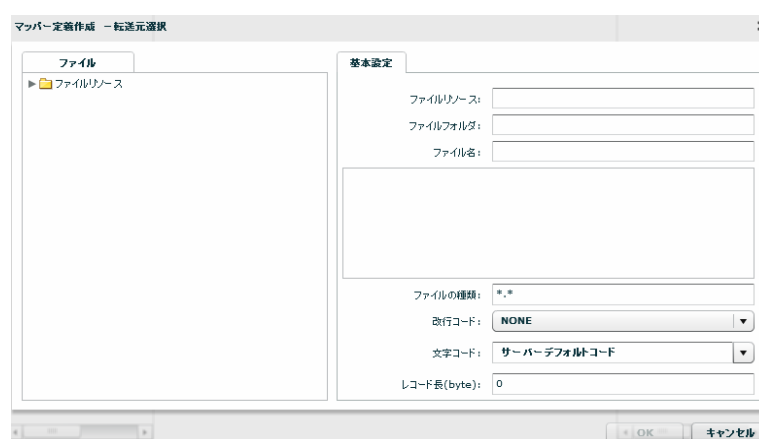 マッパー定義作成 －転送元選択
ファイル
基本設定
ファイルリソース
ファイルリソース:
ファイルフォルダ:
ファイル名:
ファイルの種類: *.*
改行コード: NONE
文字コード: サーバーデフォルトコード
レコード長(byte): 0
OK キャンセル